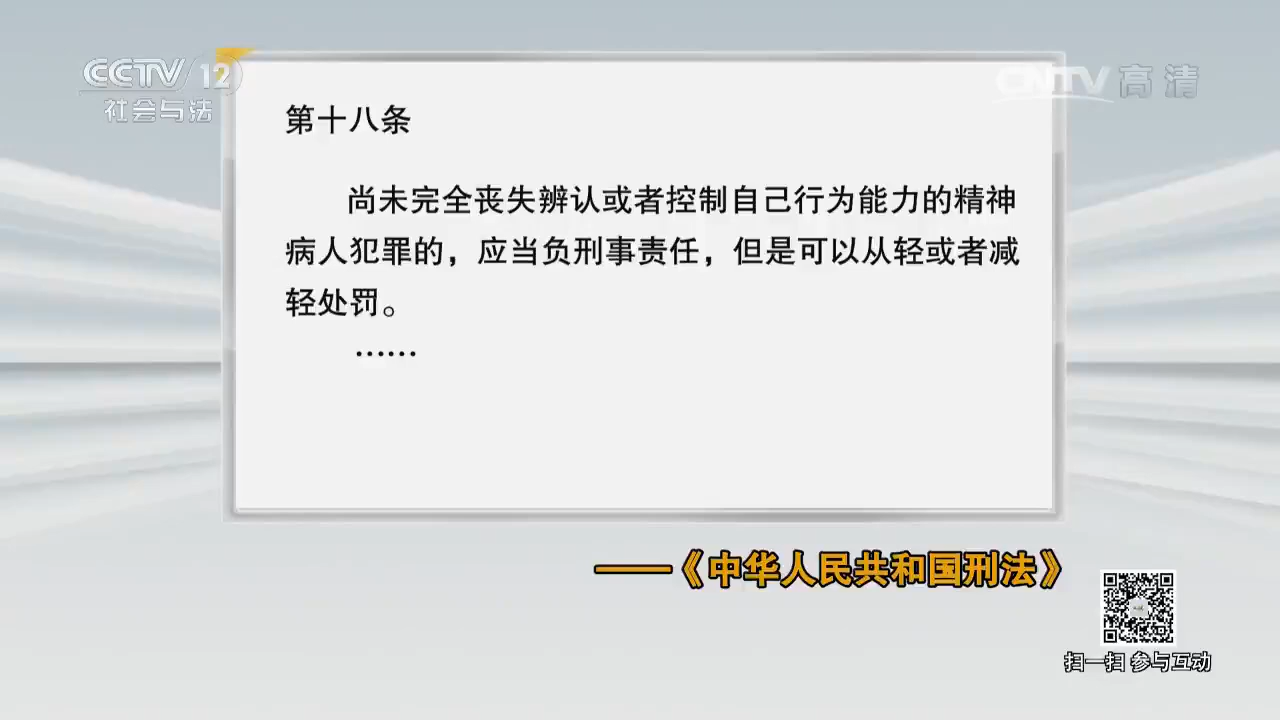 CCTV 12
社会与法
CNTV 高清
第十八条
尚未完全丧失辨认或者控制自己行为能力的精神
病人犯罪的，应当负刑事责任，但是可以从轻或者减
轻处罚。
……
——《中华人民共和国刑法》
扫一扫 参与互动